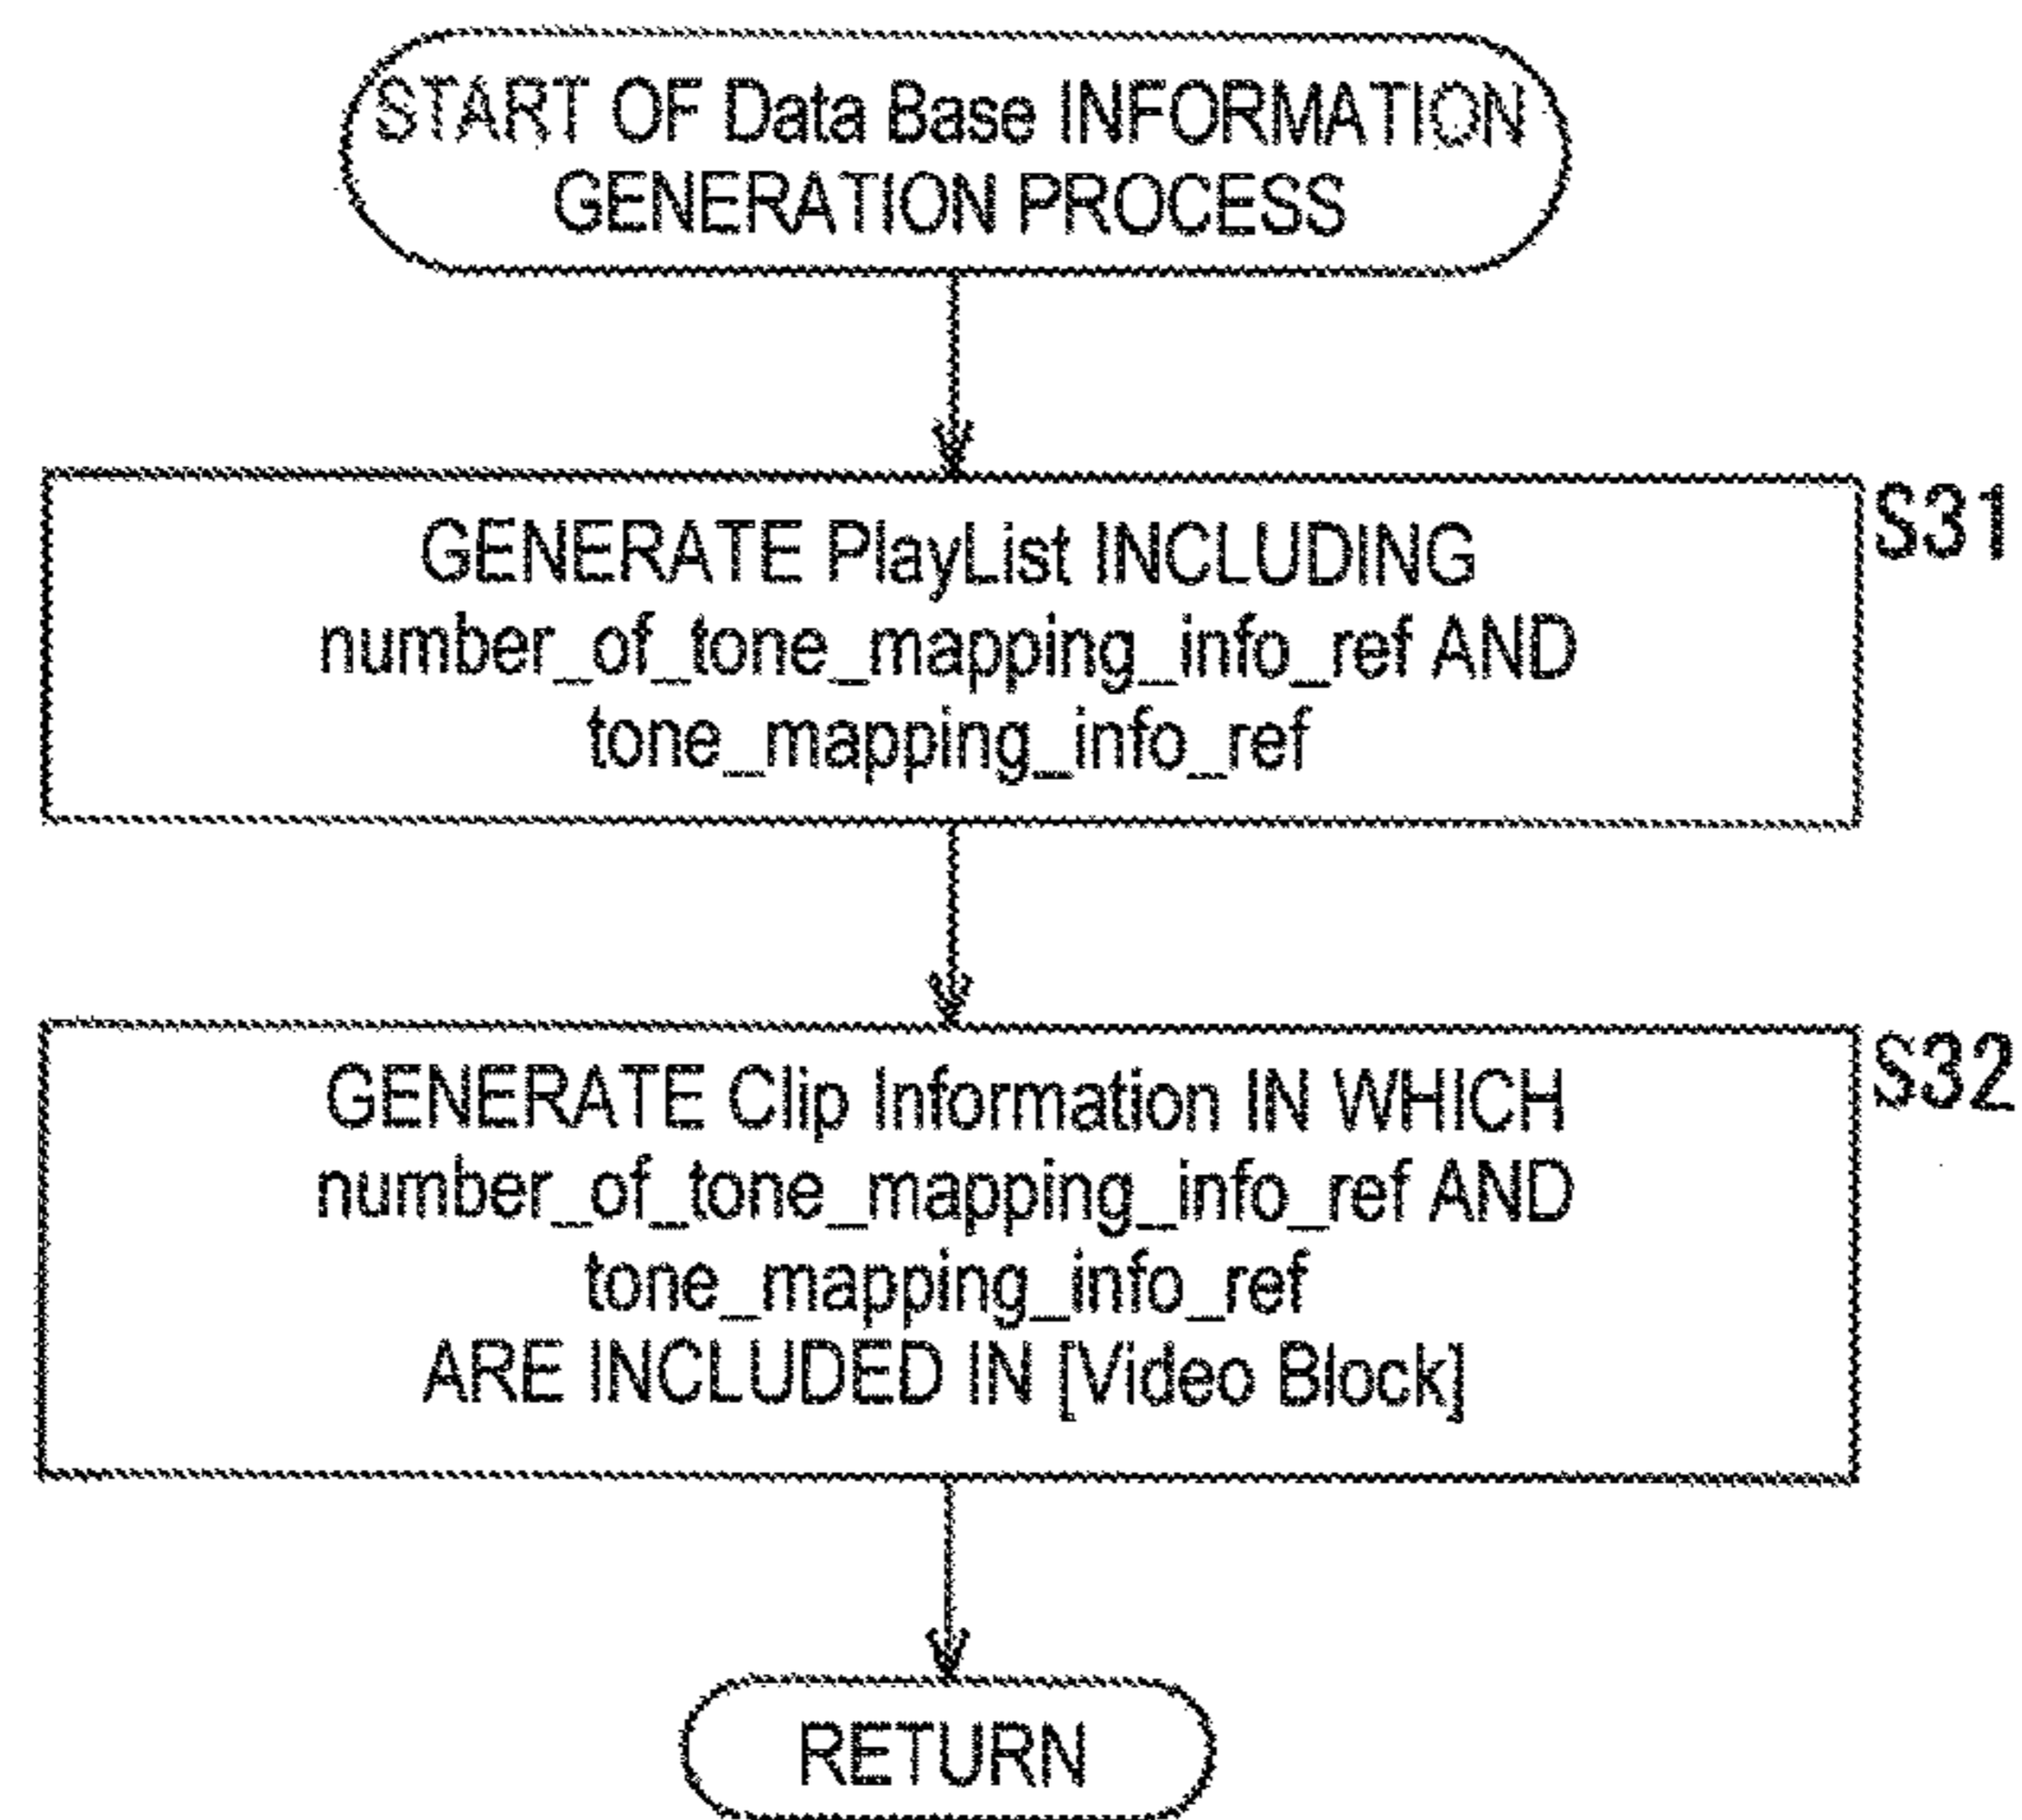 START OF Data Base INFORMATION
GENERATION PROCESS
S31
GENERATE PlayList INCLUDING
number_of_tone_mapping_info_ref AND
tone_mapping_info_ref
S32
GENERATE Clip Information IN WHICH
number_of_tone_mapping_info_ref AND
tone_mapping_info_ref
ARE INCLUDED IN [Video Block]
RETURN